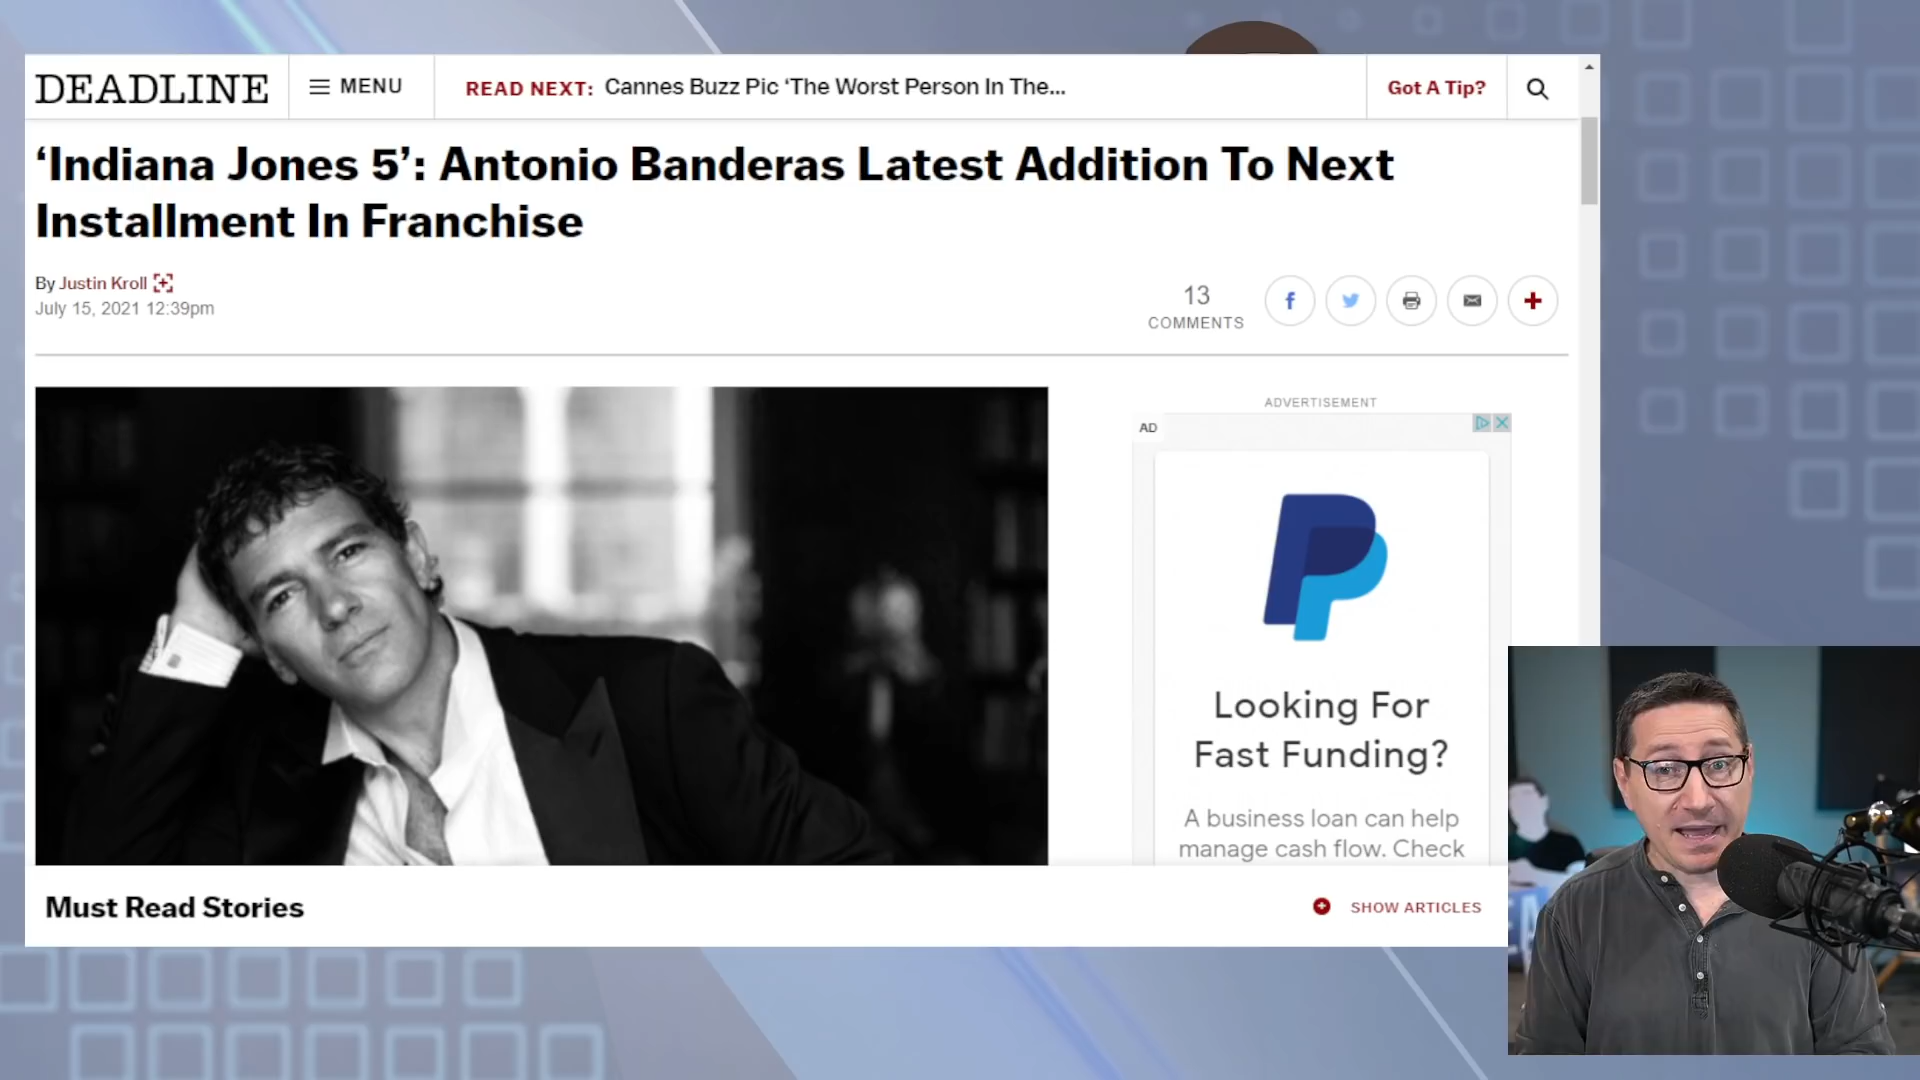 DEADLINE
MENU
READ NEXT: Cannes Buzz Pic ‘The Worst Person In The...
Got A Tip?
‘Indiana Jones 5’: Antonio Banderas Latest Addition To Next
Installment In Franchise
By Justin Kroll
July 15, 2021 12:39pm
13
COMMENTS
ADVERTISEMENT
AD
Looking For
Fast Funding?
A business loan can help
manage cash flow. Check
Must Read Stories
SHOW ARTICLES